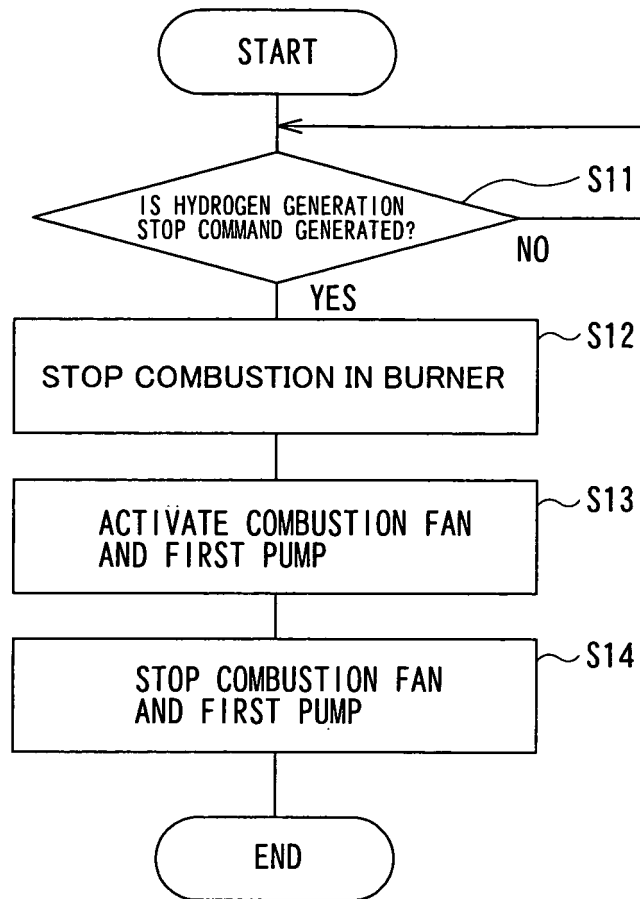 START
IS HYDROGEN GENERATION
STOP COMMAND GENERATED?
S11
NO
YES
S12
STOP COMBUSTION IN BURNER
S13
ACTIVATE COMBUSTION FAN
AND FIRST PUMP
S14
STOP COMBUSTION FAN
AND FIRST PUMP
END